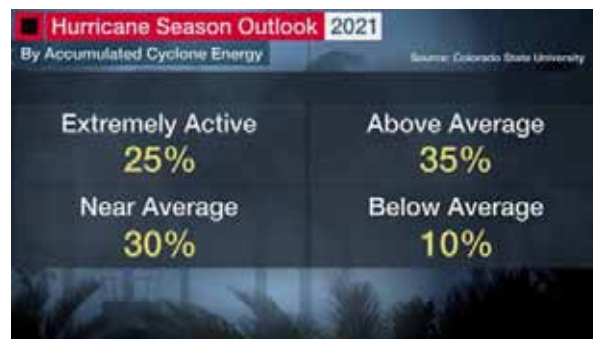 Hurricane Season Outlook 2021
By Accumulated Cyclone Energy
Source: Colorado State University
Extremely Active
25%
Above Average
35%
Near Average
30%
Below Average
10%